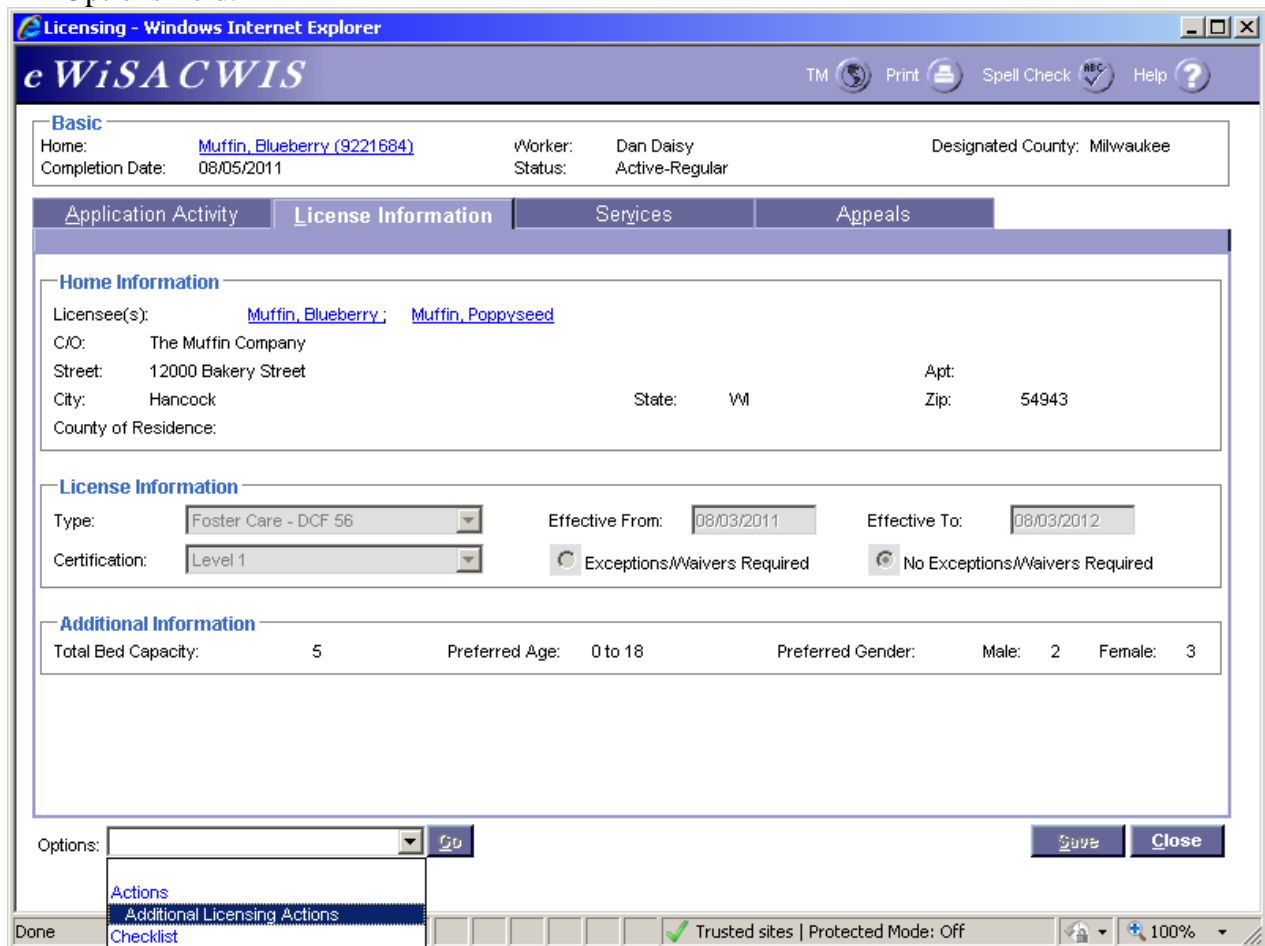 Licensing - Windows Internet Explorer
eWiSACWIS TM Print Spell Check ABC Help ?
Basic
Home: Muffin, Blueberry (9221684) Worker: Dan Daisy Designated County: Milwaukee
Completion Date: 08/05/2011 Status: Active-Regular
Application Activity License Information Services Appeals
Home Information
Licensee(s): Muffin, Blueberry ; Muffin, Poppyseed
C/O: The Muffin Company
Street: 12000 Bakery Street Apt:
City: Hancock State: WI Zip: 54943
County of Residence:
License Information
Type: Foster Care - DCF 56 Effective From: 08/03/2011 Effective To: 08/03/2012
Certification: Level 1 Exceptions/Waivers Required No Exceptions/Waivers Required
Additional Information
Total Bed Capacity: 5 Preferred Age: 0 to 18 Preferred Gender: Male: 2 Female: 3
Options: Go Save Close
Actions
Additional Licensing Actions
Checklist
Done Trusted sites | Protected Mode: Off 100%